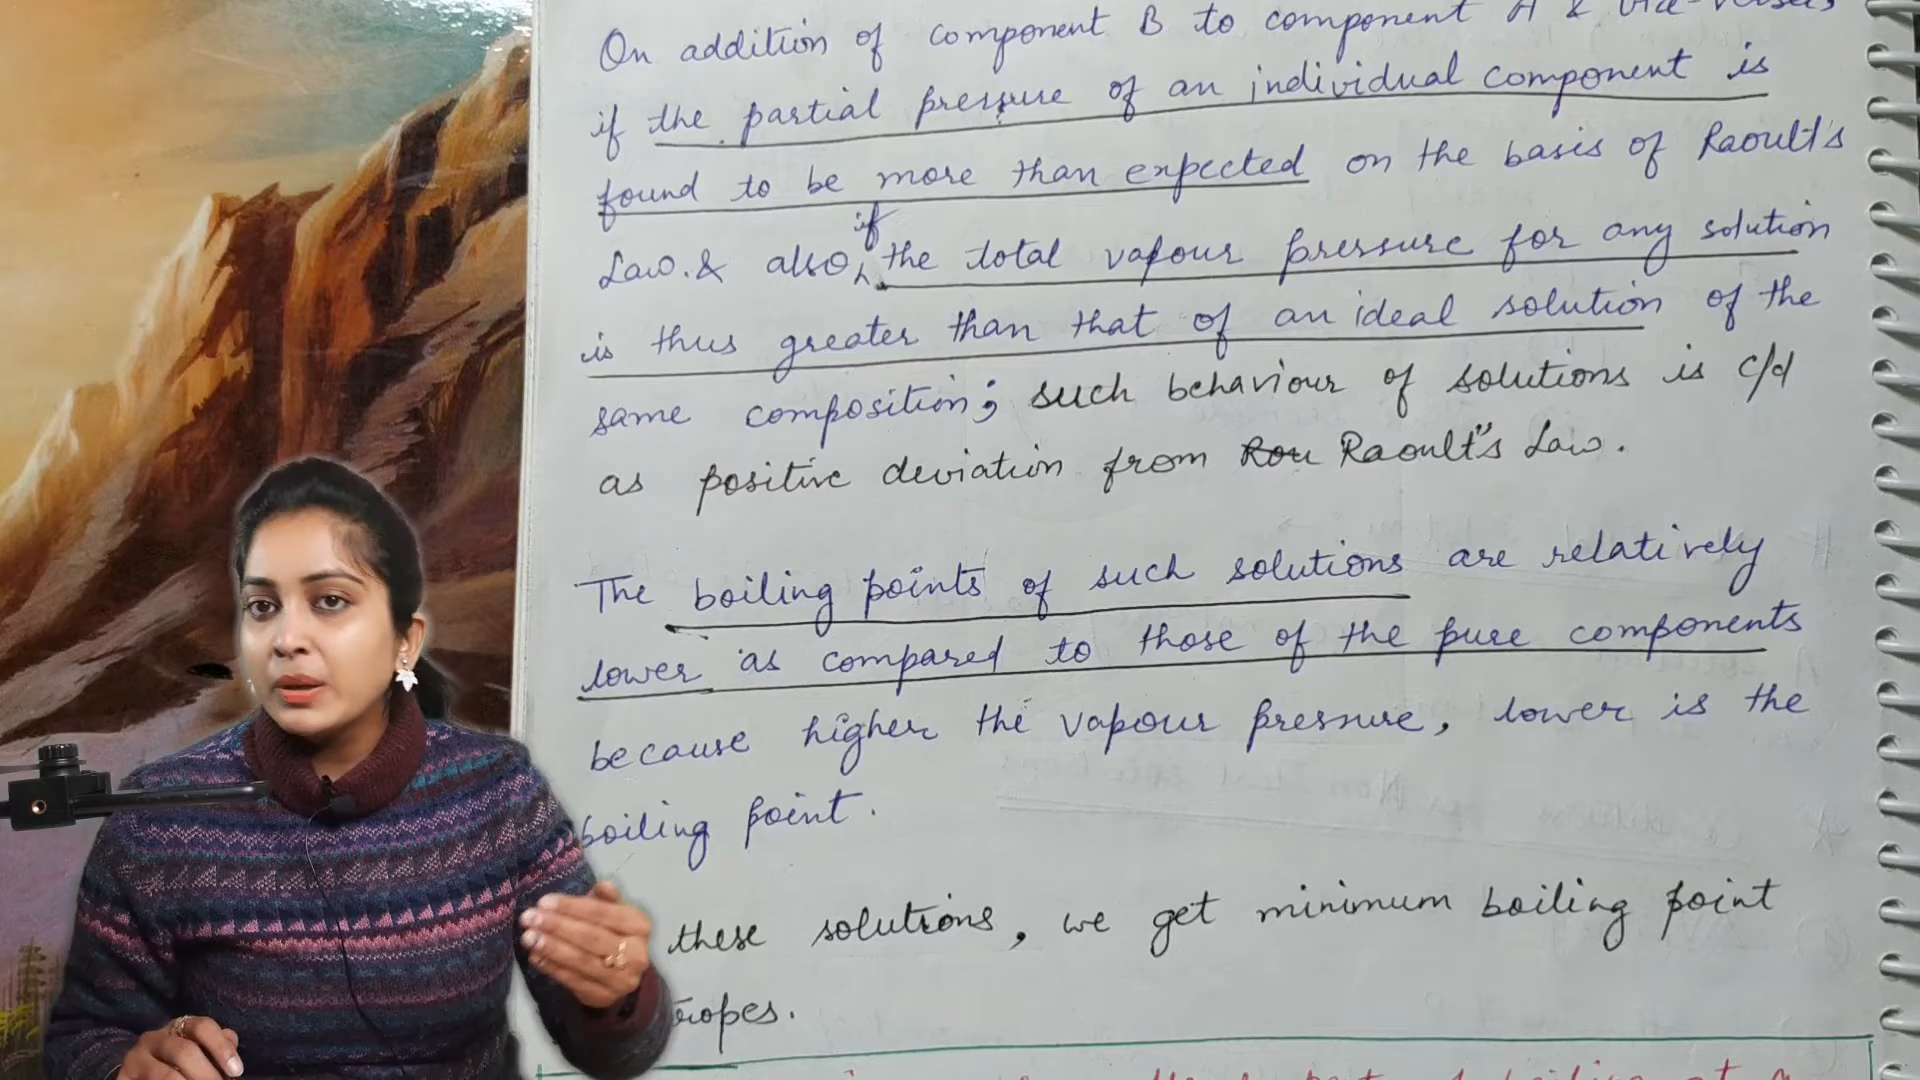 On addition of component B to component A & vice-versa
if the partial pressure of an individual component is
found to be more than expected on the basis of Raoult's
Law. & also, if the total vapour pressure for any solution
is thus greater than that of an ideal solution of the
same composition; such behaviour of solutions is c/d
as positive deviation from Rou Raoult's Law.
The boiling points of such solutions are relatively
lower as compared to those of the pure components
because higher the vapour pressure, lower is the
boiling point.
these solutions, we get minimum boiling point
tropes.